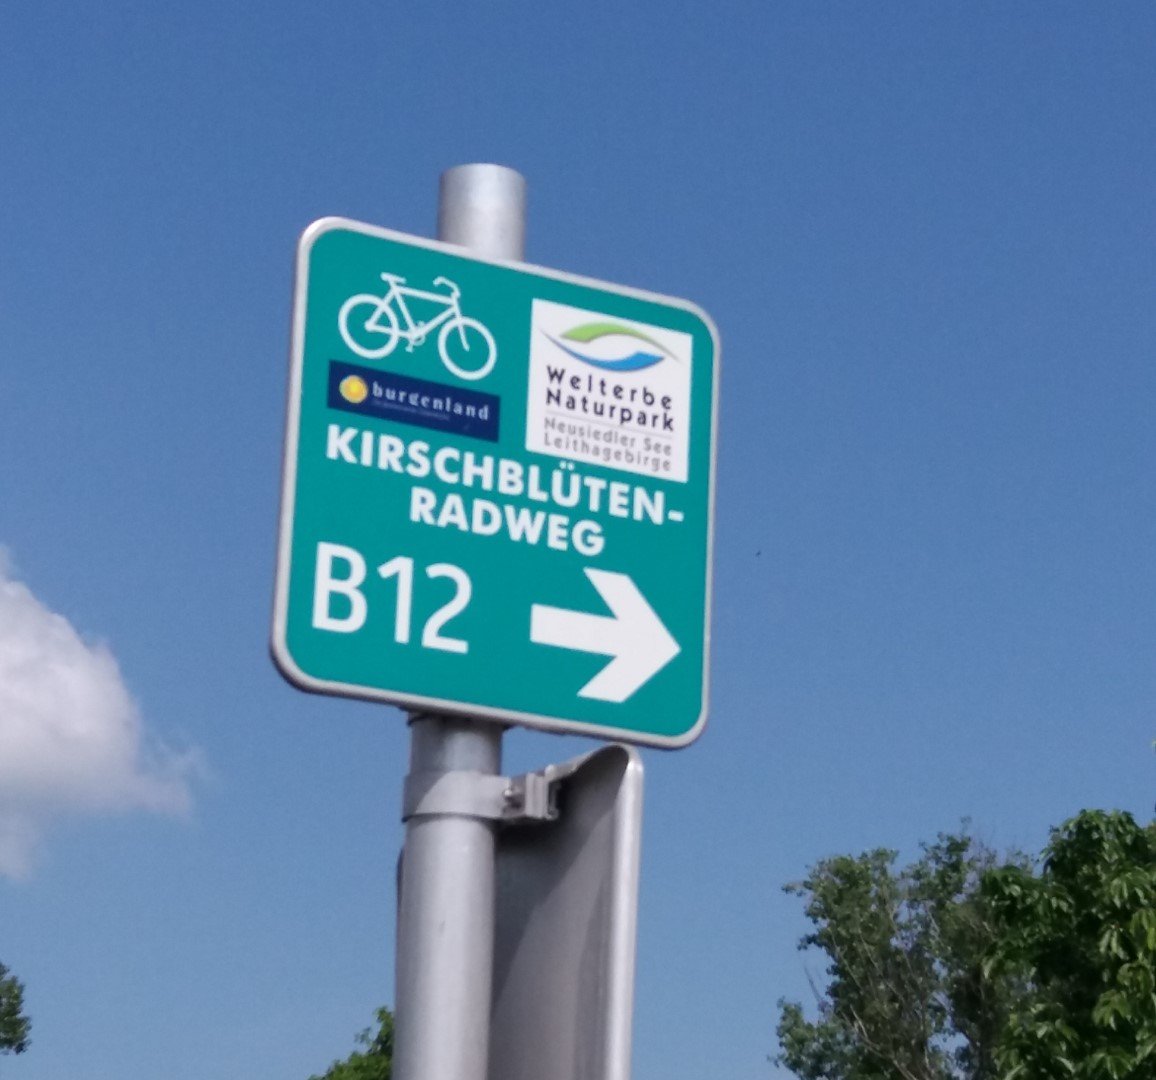 burgenland
Welterbe
Naturpark
Neusiedler See
Leithagebirge
KIRSCHBLÜTEN-
RADWEG
B12